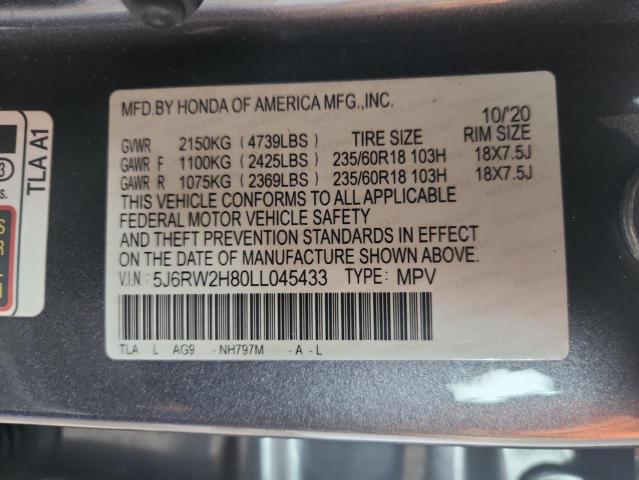 MFD.BY HONDA OF AMERICA MFG.,INC.
10/'20
GVWR 2150KG (4739LBS) TIRE SIZE RIM SIZE
GAWR F 1100KG (2425LBS) 235/60R18 103H 18X7.5J
GAWR R 1075KG (2369LBS) 235/60R18 103H 18X7.5J
THIS VEHICLE CONFORMS TO ALL APPLICABLE
FEDERAL MOTOR VEHICLE SAFETY
AND THEFT PREVENTION STANDARDS IN EFFECT
ON THE DATE OF MANUFACTURE SHOWN ABOVE.
V.I.N.: 5J6RW2H80LL045433 TYPE: MPV
TLA L AG9 -NH797M -A-L
TLA A1
3
s.